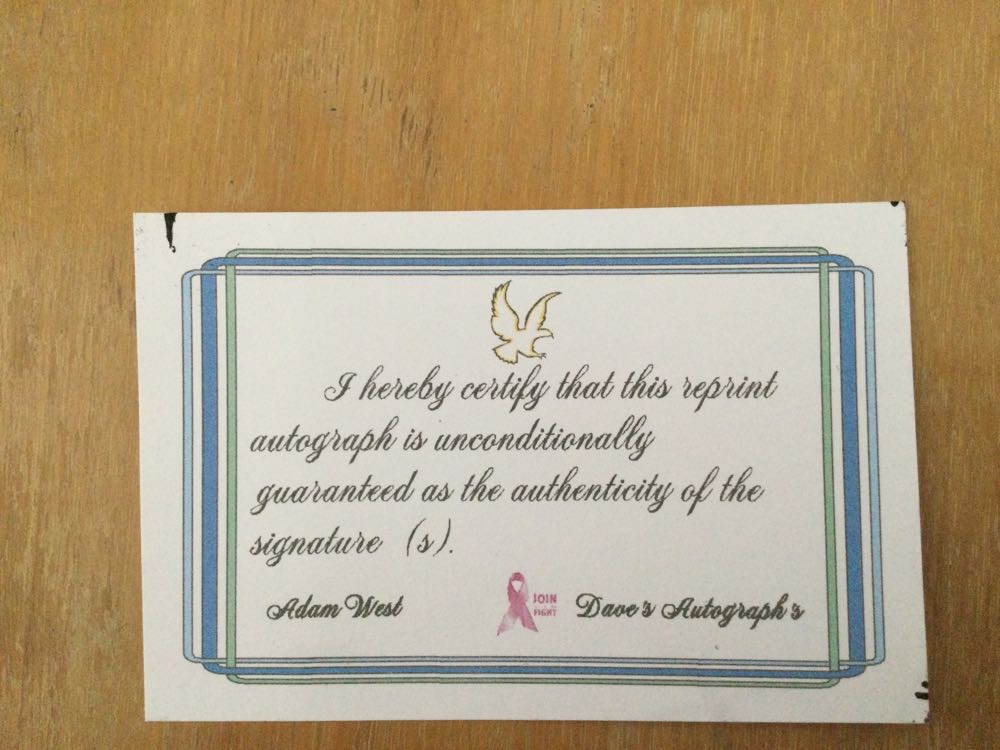 I hereby certify that this reprint
autograph is unconditionally
guaranteed as the authenticity of the
signature (s).
Adam West
JOIN
FIGHT
Dave's Autograph's